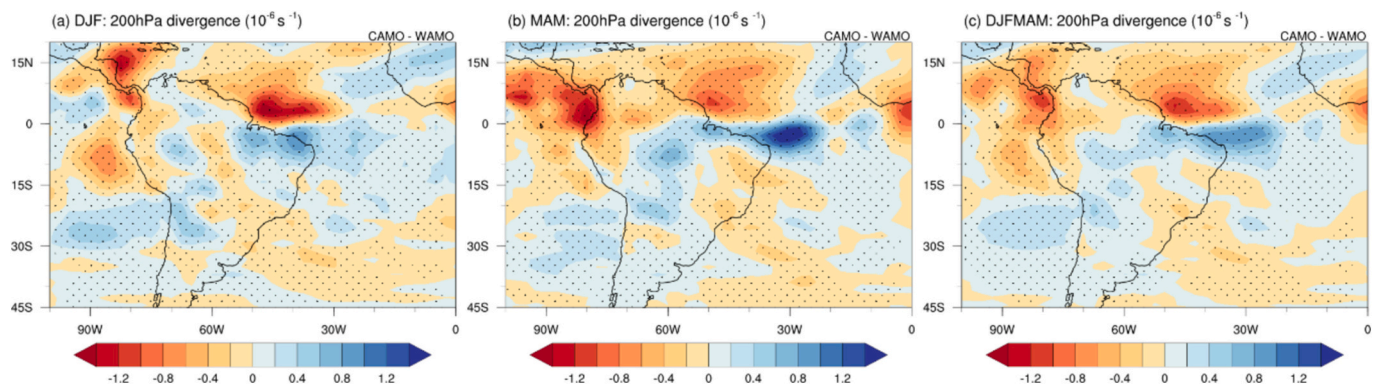 (a) DJF: 200hPa divergence (10⁻⁶ s⁻¹)
CAMO - WAMO
15N
0
15S
30S
45S
90W 60W 30W 0
-1.2 -0.8 -0.4 0 0.4 0.8 1.2
(b) MAM: 200hPa divergence (10⁻⁶ s⁻¹)
CAMO - WAMO
15N
0
15S
30S
45S
90W 60W 30W 0
-1.2 -0.8 -0.4 0 0.4 0.8 1.2
(c) DJFMAM: 200hPa divergence (10⁻⁶ s⁻¹)
CAMO - WAMO
15N
0
15S
30S
45S
90W 60W 30W 0
-1.2 -0.8 -0.4 0 0.4 0.8 1.2